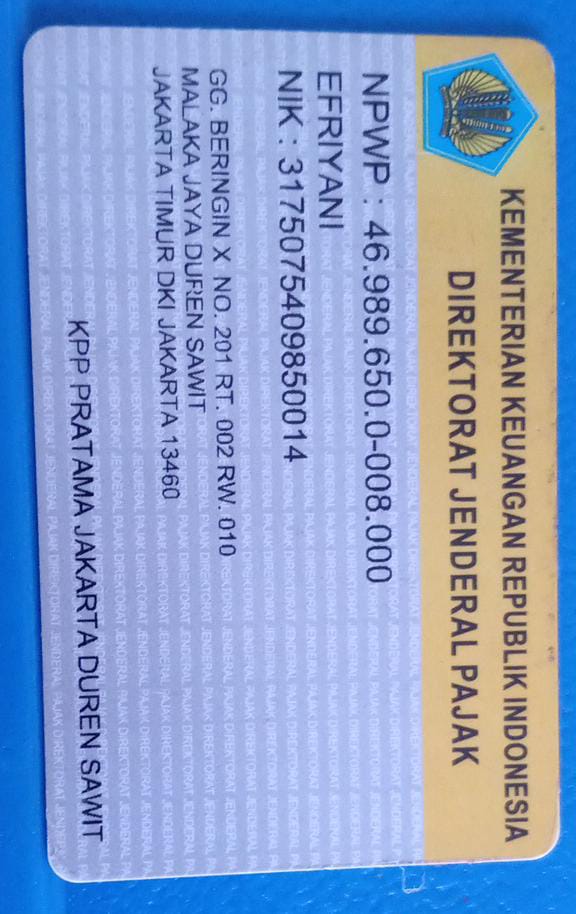 KEMENTERIAN KEUANGAN REPUBLIK INDONESIA
DIREKTORAT JENDERAL PAJAK
NPWP : 46.989.650.0-008.000
EFRIYANI
NIK : 3175075409850014
GG. BERINGIN X NO. 201 RT. 002 RW. 010
MALAKA JAYA DUREN SAWIT
JAKARTA TIMUR DKI JAKARTA 13460
KPP PRATAMA JAKARTA DUREN SAWIT